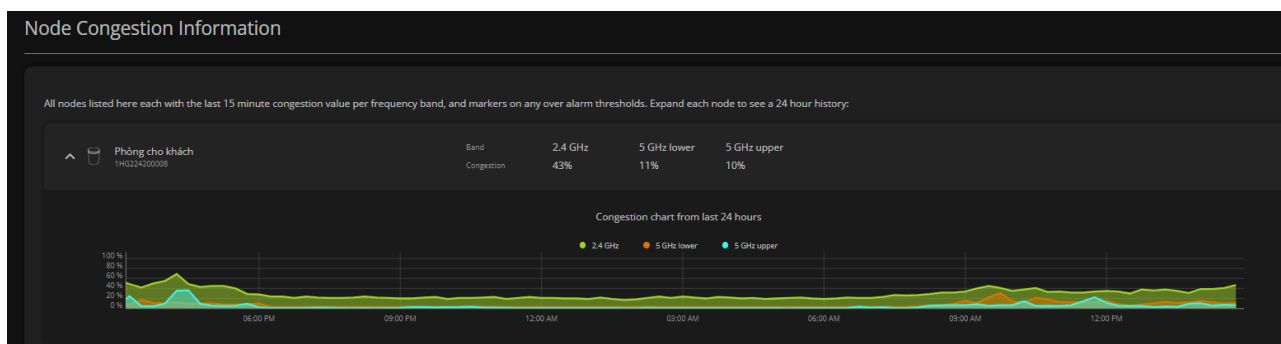 Node Congestion Information
All nodes listed here each with the last 15 minute congestion value per frequency band, and markers on any over alarm thresholds. Expand each node to see a 24 hour history:
Phòng cho khách
1HG224200008
Band 2.4 GHz 5 GHz lower 5 GHz upper
Congestion 43% 11% 10%
Congestion chart from last 24 hours
2.4 GHz 5 GHz lower 5 GHz upper
100 %
80 %
60 %
40 %
20 %
0 %
06:00 PM 09:00 PM 12:00 AM 03:00 AM 06:00 AM 09:00 AM 12:00 PM